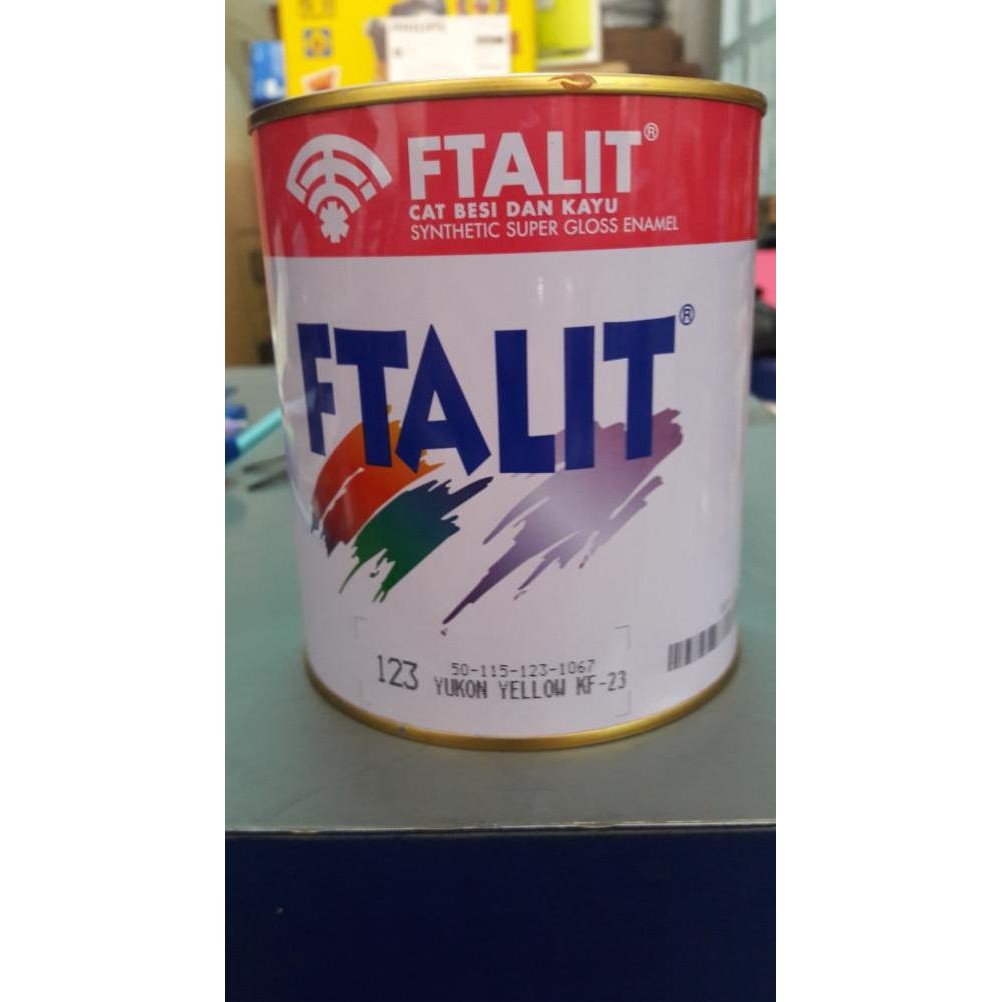 PHILIPS
FTALIT®
CAT BESI DAN KAYU
SYNTHETIC SUPER GLOSS ENAMEL
FTALIT®
50-115-123-1067
123 YUKON YELLOW KF-23